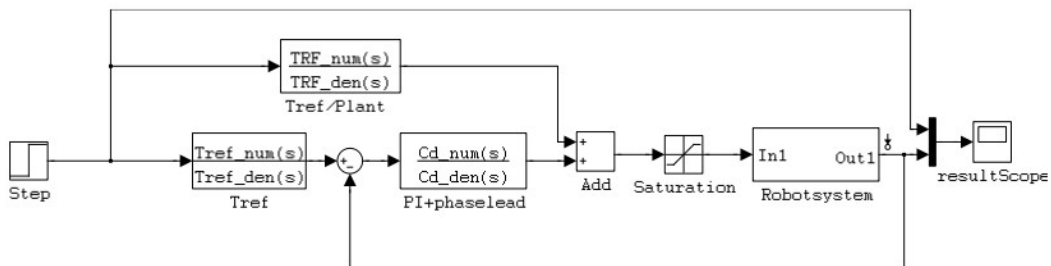 TRF_num(s)
TRF_den(s)
Tref/Plant
Step
Tref_num(s)
Tref_den(s)
Tref
+
-
Cd_num(s)
Cd_den(s)
PI+phaselead
+
+
Add
Saturation
In1
Out1
Robotsystem
resultScope